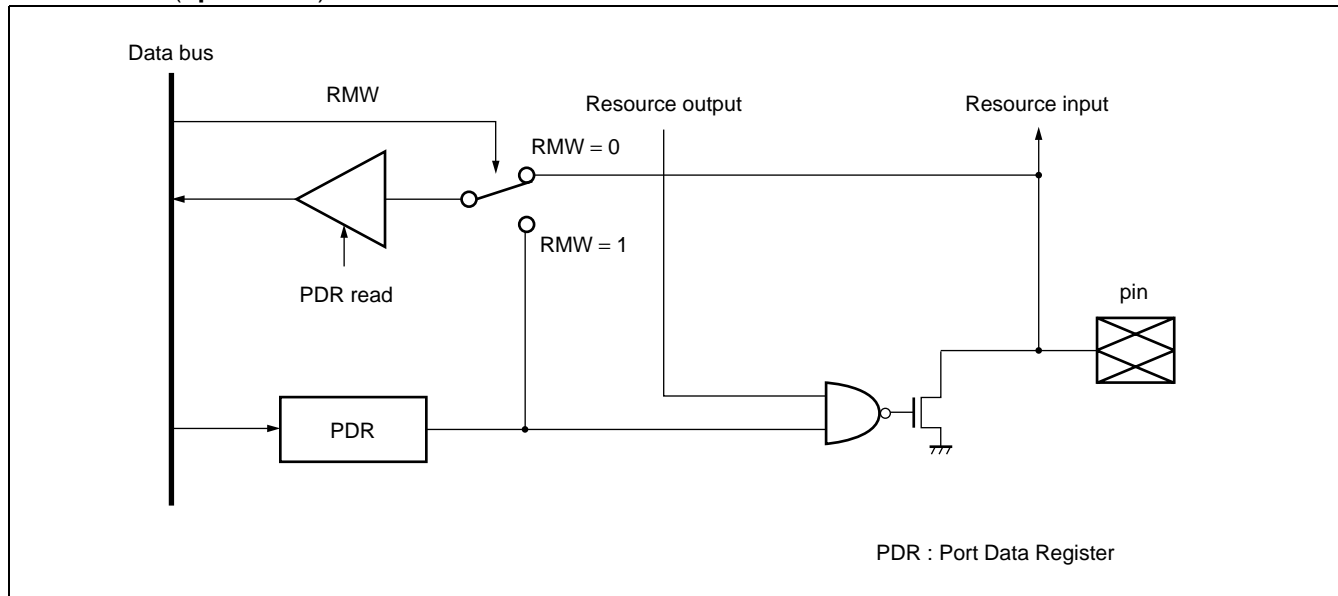 Data bus
RMW
Resource output
Resource input
RMW = 0
RMW = 1
PDR read
pin
PDR
PDR : Port Data Register